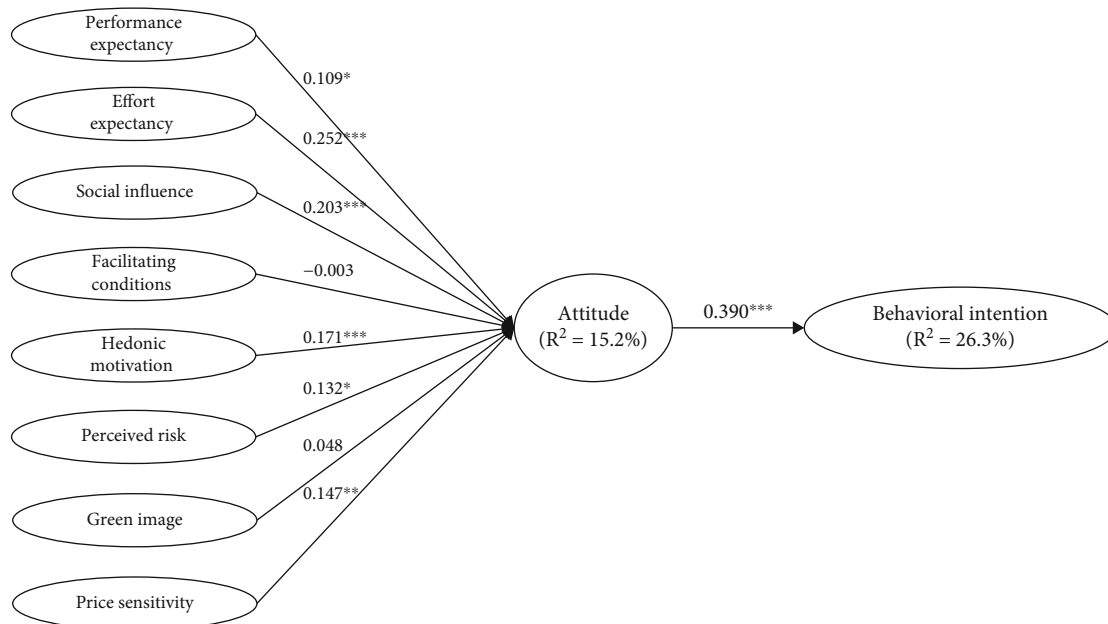 Performance
expectancy
Effort
expectancy
Social influence
Facilitating
conditions
Hedonic
motivation
Perceived risk
Green image
Price sensitivity
0.109*
0.252***
0.203***
−0.003
0.171***
0.132*
0.048
0.147**
Attitude
(R² = 15.2%)
0.390***
Behavioral intention
(R² = 26.3%)